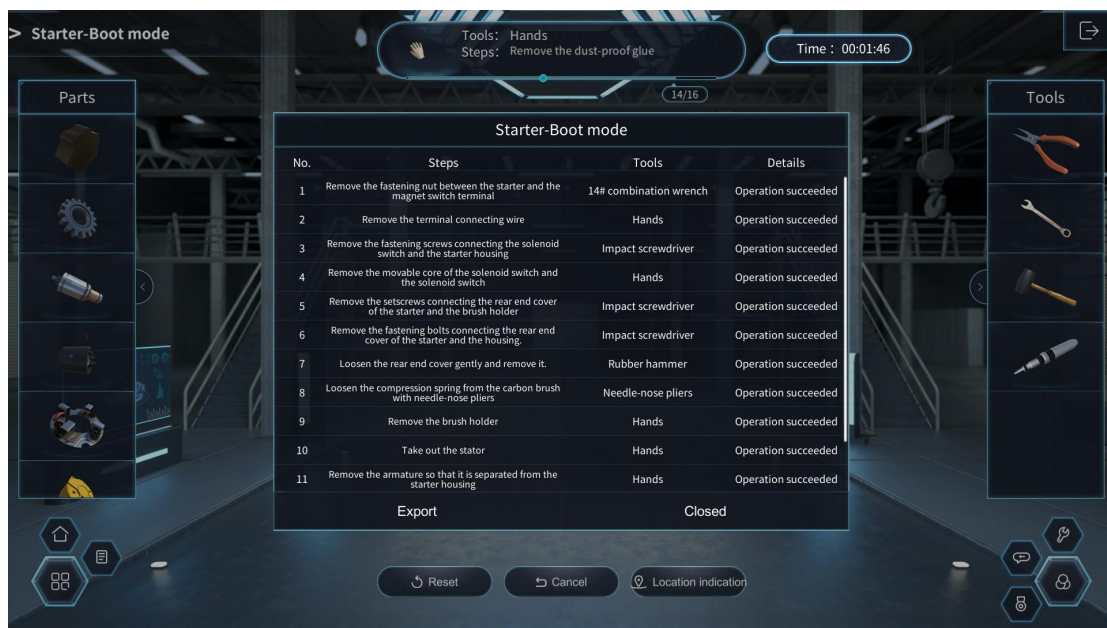 > Starter-Boot mode
Tools: Hands
Steps: Remove the dust-proof glue
Time : 00:01:46
14/16
Parts
Tools
Starter-Boot mode
No. Steps Tools Details
1 Remove the fastening nut between the starter and the
magnet switch terminal 14# combination wrench Operation succeeded
2 Remove the terminal connecting wire Hands Operation succeeded
3 Remove the fastening screws connecting the solenoid
switch and the starter housing Impact screwdriver Operation succeeded
4 Remove the movable core of the solenoid switch and
the solenoid switch Hands Operation succeeded
5 Remove the setscrews connecting the rear end cover
of the starter and the brush holder Impact screwdriver Operation succeeded
6 Remove the fastening bolts connecting the rear end
cover of the starter and the housing. Impact screwdriver Operation succeeded
7 Loosen the rear end cover gently and remove it. Rubber hammer Operation succeeded
8 Loosen the compression spring from the carbon brush
with needle-nose pliers Needle-nose pliers Operation succeeded
9 Remove the brush holder Hands Operation succeeded
10 Take out the stator Hands Operation succeeded
11 Remove the armature so that it is separated from the
starter housing Hands Operation succeeded
Export Closed
Reset Cancel Location indication